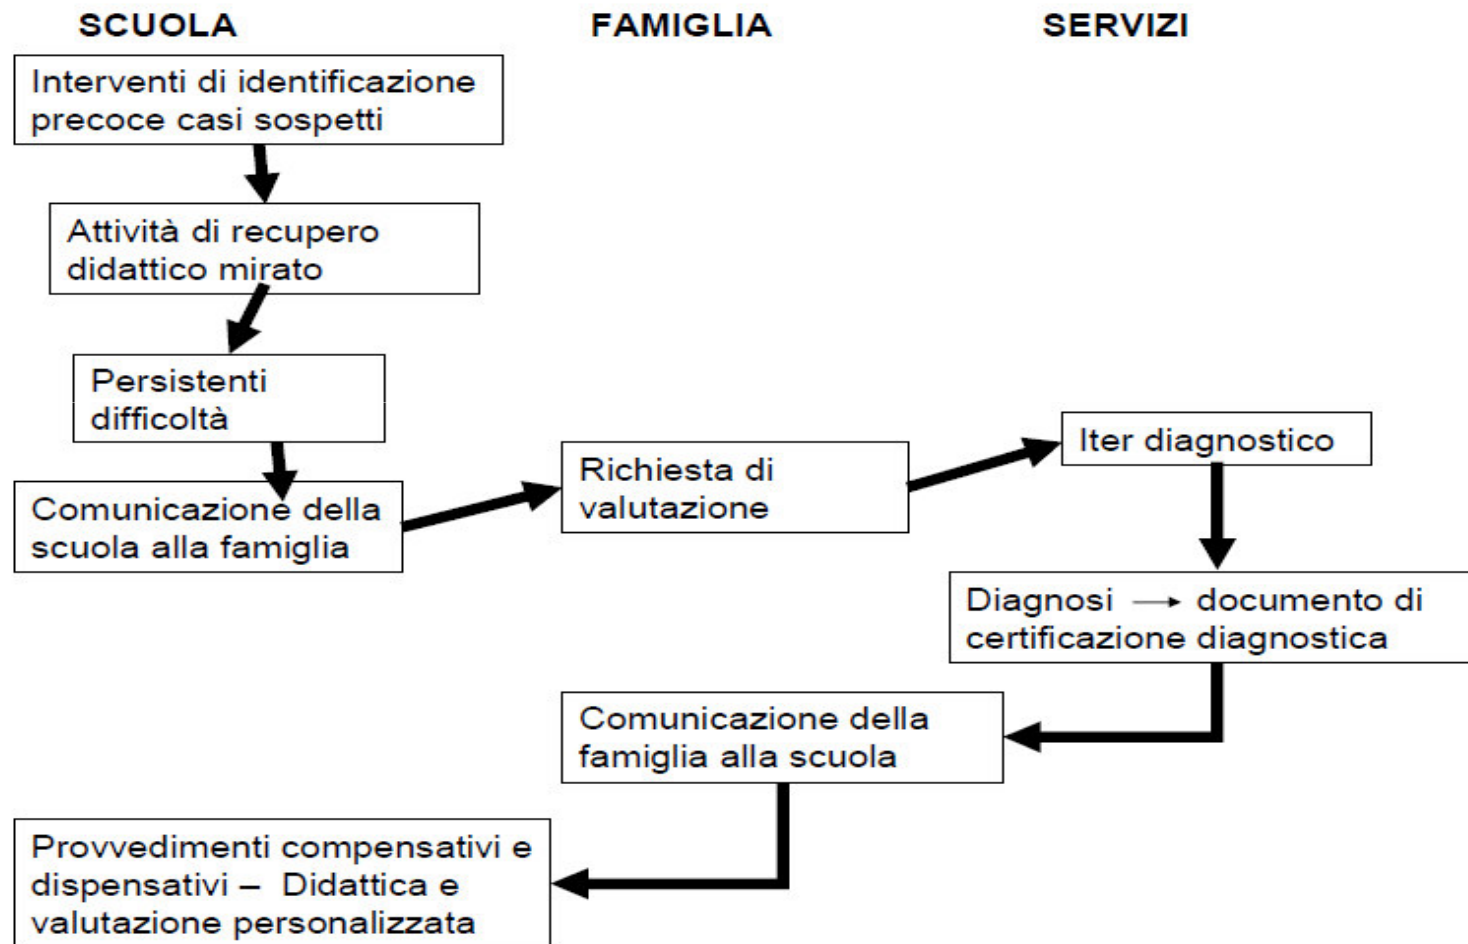 SCUOLA
FAMIGLIA
SERVIZI
Interventi di identificazione
precoce casi sospetti
Attività di recupero
didattico mirato
Persistenti
difficoltà
Comunicazione della
scuola alla famiglia
Richiesta di
valutazione
Iter diagnostico
Diagnosi → documento di
certificazione diagnostica
Comunicazione della
famiglia alla scuola
Provvedimenti compensativi e
dispensativi – Didattica e
valutazione personalizzata